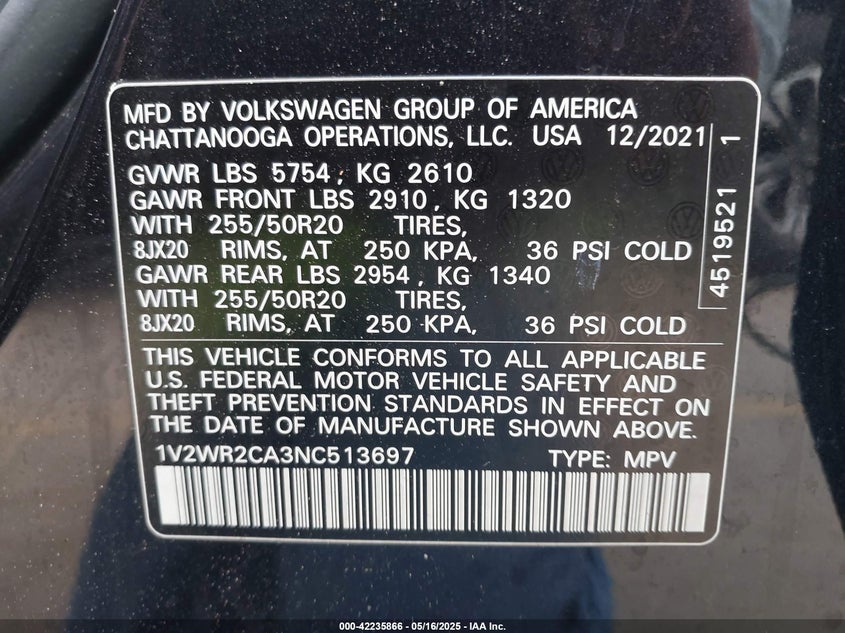 MFD BY VOLKSWAGEN GROUP OF AMERICA
CHATTANOOGA OPERATIONS, LLC. USA 12/2021
GVWR LBS 5754, KG 2610
GAWR FRONT LBS 2910, KG 1320
WITH 255/50R20 TIRES,
8JX20 RIMS, AT 250 KPA, 36 PSI COLD
GAWR REAR LBS 2954, KG 1340
WITH 255/50R20 TIRES,
8JX20 RIMS, AT 250 KPA, 36 PSI COLD
4519521 1
THIS VEHICLE CONFORMS TO ALL APPLICABLE
U.S. FEDERAL MOTOR VEHICLE SAFETY AND
THEFT PREVENTION STANDARDS IN EFFECT ON
THE DATE OF MANUFACTURE SHOWN ABOVE.
1V2WR2CA3NC513697 TYPE: MPV
000-42235866 - 05/16/2025 - IAA Inc.